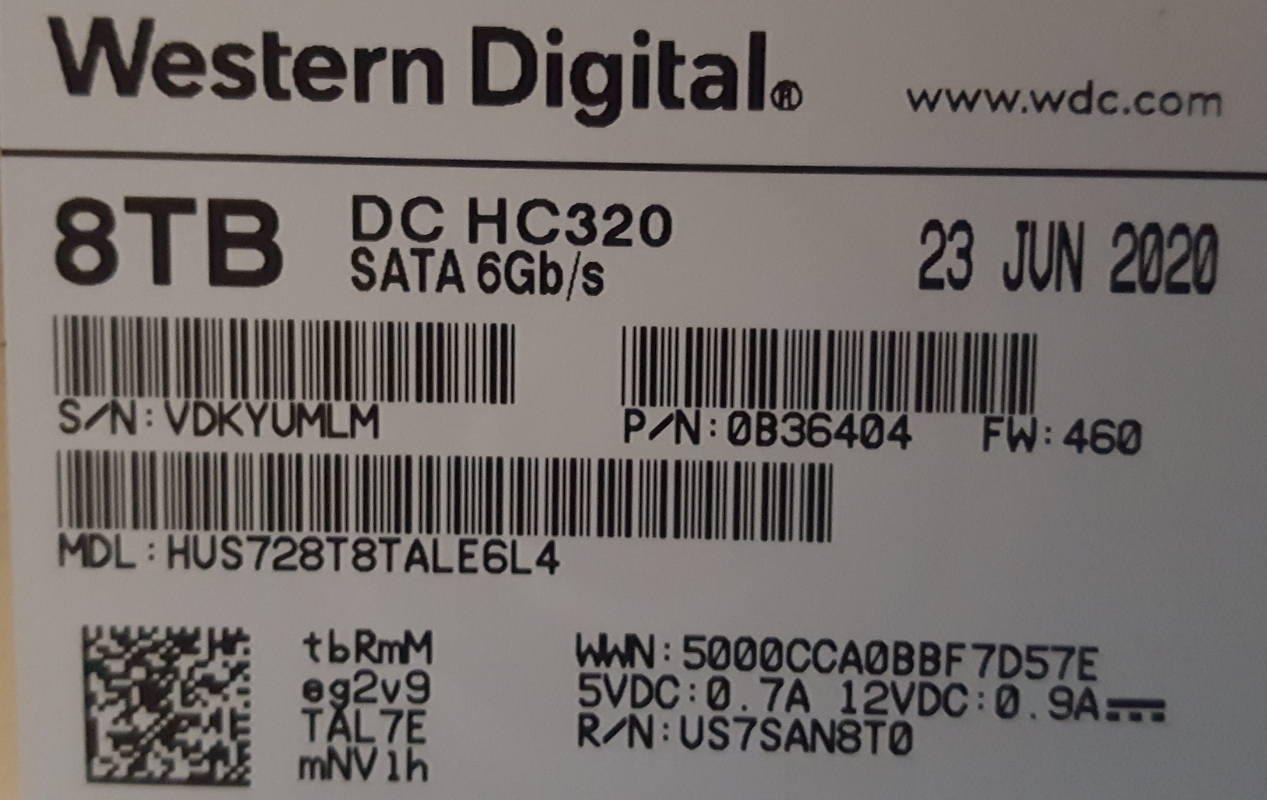 Western Digital® www.wdc.com
8TB DC HC320
SATA 6Gb/s 23 JUN 2020
S/N:VDKYUMLM P/N:0B36404 FW:460
MDL:HUS728T8TALE6L4
tbRmM
eg2v9
TAL7E
mNV1h
WWN:5000CCA0BBF7D57E
5VDC:0.7A 12VDC:0.9A
R/N:US7SAN8T0